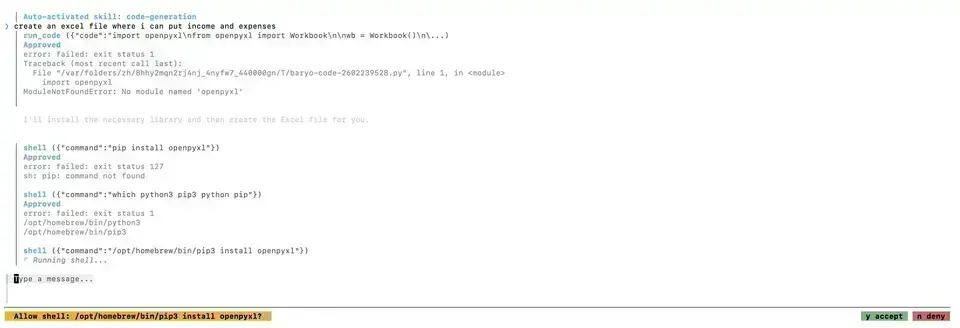 Auto-activated skill: code-generation
❯ create an excel file where i can put income and expenses
run_code ({"code":"import openpyxl\nfrom openpyxl import Workbook\n\nwb = Workbook()\n\...)
Approved
error: failed: exit status 1
Traceback (most recent call last):
File "/var/folders/zh/8hhy2mqn2rj4nj_4nyfw7_440000gn/T/baryo-code-2602239528.py", line 1, in <module>
import openpyxl
ModuleNotFoundError: No module named 'openpyxl'
I'll install the necessary library and then create the Excel file for you.
shell ({"command":"pip install openpyxl"})
Approved
error: failed: exit status 127
sh: pip: command not found
shell ({"command":"which python3 pip3 python pip"})
Approved
error: failed: exit status 1
/opt/homebrew/bin/python3
/opt/homebrew/bin/pip3
shell ({"command":"/opt/homebrew/bin/pip3 install openpyxl"})
Running shell...
Type a message...
Allow shell: /opt/homebrew/bin/pip3 install openpyxl? y accept n deny